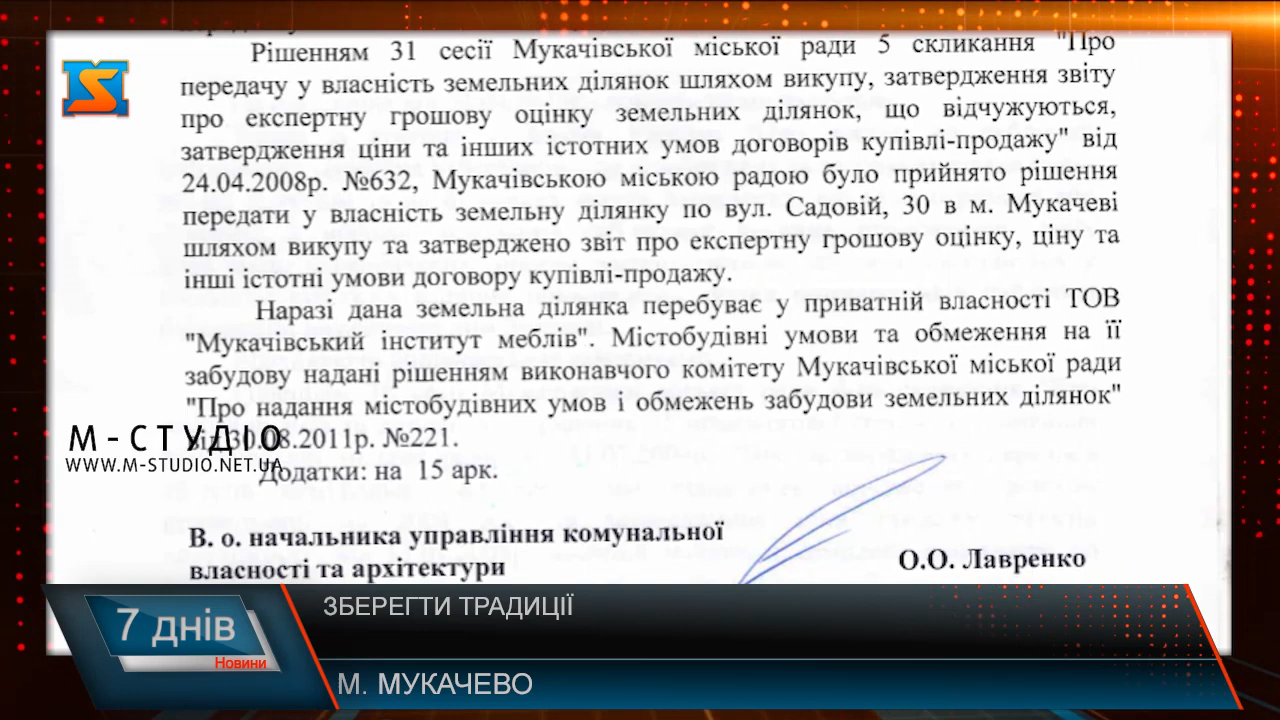 Рішенням 31 сесії Мукачівської міської ради 5 скликання "Про
передачу у власність земельних ділянок шляхом викупу, затвердження звіту
про експертну грошову оцінку земельних ділянок, що відчужуються,
затвердження ціни та інших істотних умов договорів купівлі-продажу" від
24.04.2008р. №632, Мукачівською міською радою було прийнято рішення
передати у власність земельну ділянку по вул. Садовій, 30 в м. Мукачеві
шляхом викупу та затверджено звіт про експертну грошову оцінку, ціну та
інші істотні умови договору купівлі-продажу.
Наразі дана земельна ділянка перебуває у приватній власності ТОВ
"Мукачівський інститут меблів". Містобудівні умови та обмеження на її
забудову надані рішенням виконавчого комітету Мукачівської міської ради
"Про надання містобудівних умов і обмежень забудови земельних ділянок"
від 30.08.2011р. №221.
М-СТУДІО
WWW.M-STUDIO.NET.UA
Додатки: на 15 арк.
В. о. начальника управління комунальної
власності та архітектури
О.О. Лавренко
ЗБЕРЕГТИ ТРАДИЦІЇ
7 днів
Новини
М. МУКАЧЕВО